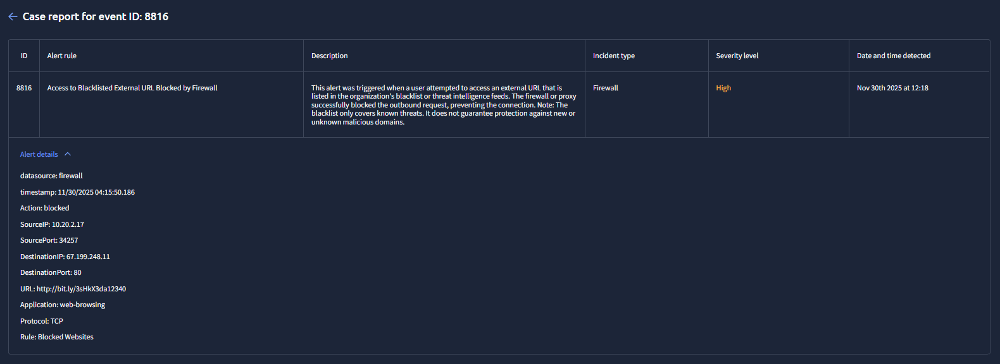 Case report for event ID: 8816
ID Alert rule Description Incident type Severity level Date and time detected
8816 Access to Blacklisted External URL Blocked by Firewall This alert was triggered when a user attempted to access an external URL that is Firewall High Nov 30th 2025 at 12:18
listed in the organization's blacklist or threat intelligence feeds. The firewall or proxy
successfully blocked the outbound request, preventing the connection. Note: The
blacklist only covers known threats. It does not guarantee protection against new or
unknown malicious domains.
Alert details
datasource: firewall
timestamp: 11/30/2025 04:15:50.186
Action: blocked
SourceIP: 10.20.2.17
SourcePort: 34257
DestinationIP: 67.199.248.11
DestinationPort: 80
URL: http://bit.ly/3sHkX3da12340
Application: web-browsing
Protocol: TCP
Rule: Blocked Websites